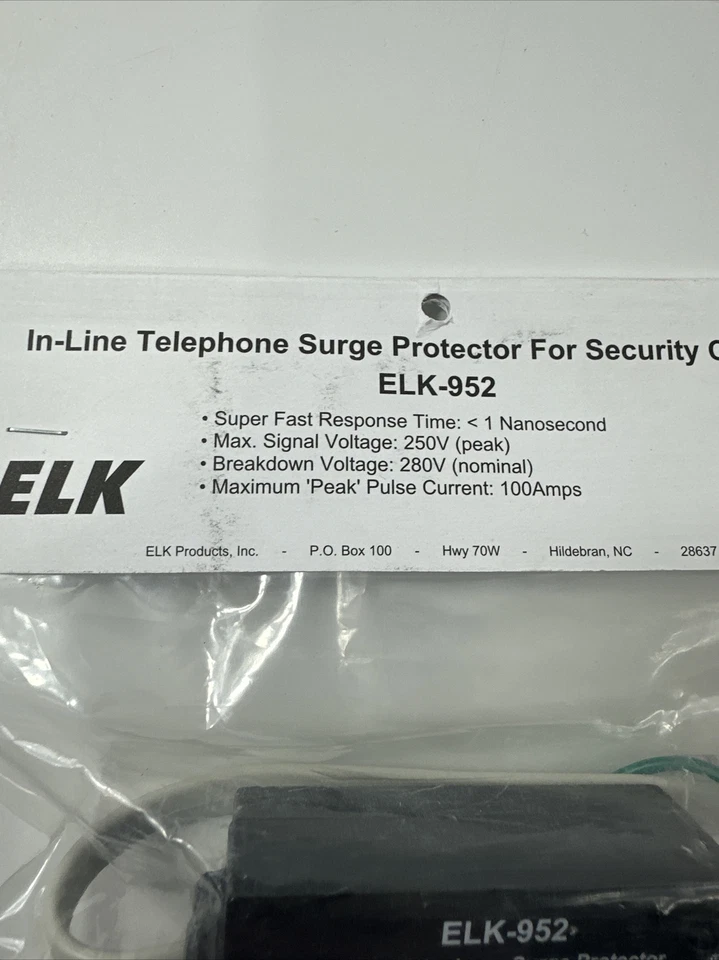 In-Line Telephone Surge Protector For Security
ELK-952
• Super Fast Response Time: < 1 Nanosecond
• Max. Signal Voltage: 250V (peak)
• Breakdown Voltage: 280V (nominal)
• Maximum 'Peak' Pulse Current: 100Amps
ELK
ELK Products, Inc. - P.O. Box 100 - Hwy 70W - Hildebran, NC - 28637
ELK-952
Surge Protector